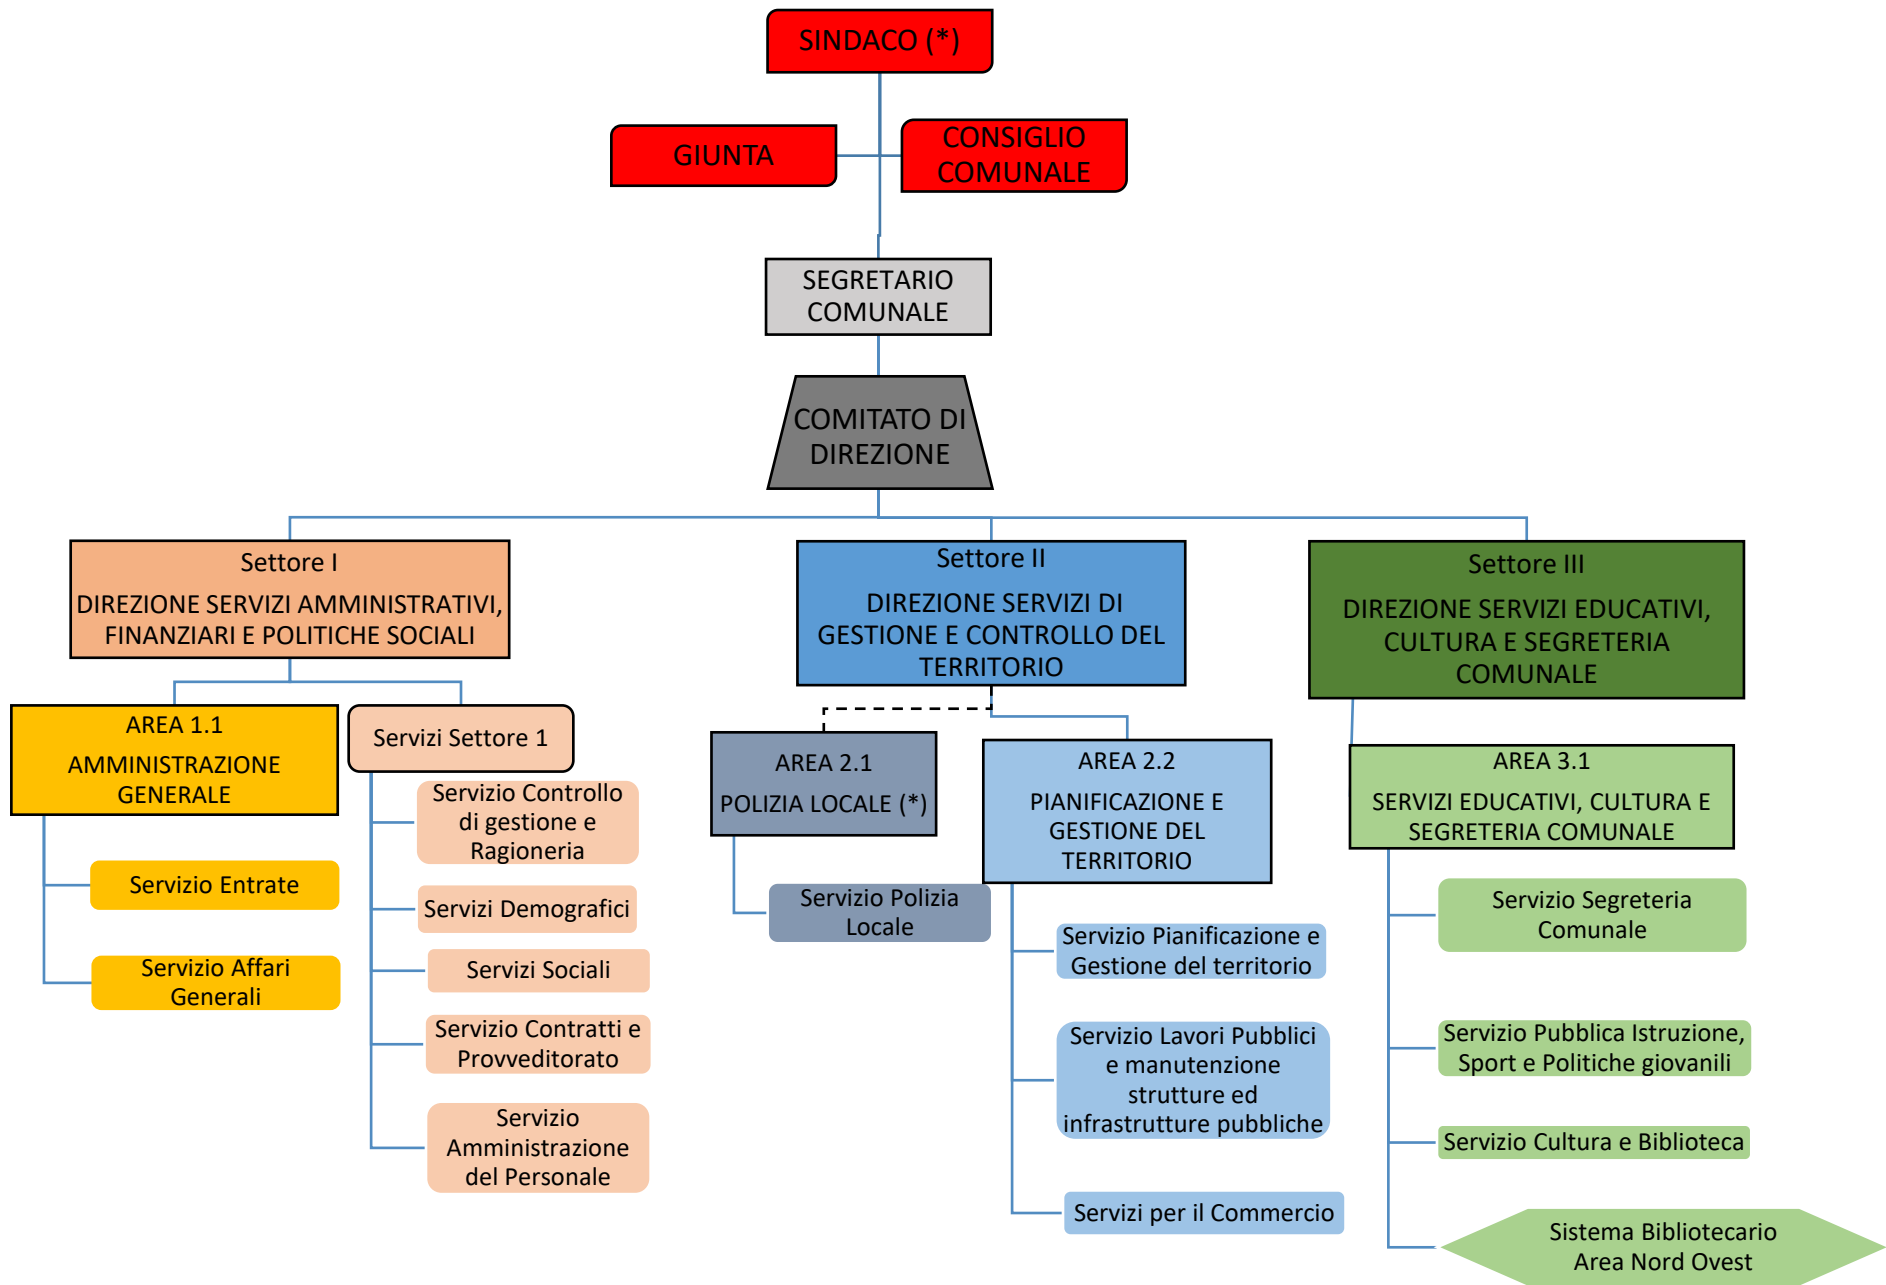 SINDACO (*)
GIUNTA
CONSIGLIO
COMUNALE
SEGRETARIO
COMUNALE
COMITATO DI
DIREZIONE
Settore I
DIREZIONE SERVIZI AMMINISTRATIVI,
FINANZIARI E POLITICHE SOCIALI
Settore II
DIREZIONE SERVIZI DI
GESTIONE E CONTROLLO DEL
TERRITORIO
Settore III
DIREZIONE SERVIZI EDUCATIVI,
CULTURA E SEGRETERIA
COMUNALE
AREA 1.1
AMMINISTRAZIONE
GENERALE
Servizio Entrate
Servizio Affari
Generali
Servizi Settore 1
Servizio Controllo
di gestione e
Ragioneria
Servizi Demografici
Servizi Sociali
Servizio Contratti e
Provveditorato
Servizio
Amministrazione
del Personale
AREA 2.1
POLIZIA LOCALE (*)
Servizio Polizia
Locale
AREA 2.2
PIANIFICAZIONE E
GESTIONE DEL
TERRITORIO
Servizio Pianificazione e
Gestione del territorio
Servizio Lavori Pubblici
e manutenzione
strutture ed
infrastrutture pubbliche
Servizi per il Commercio
AREA 3.1
SERVIZI EDUCATIVI, CULTURA E
SEGRETERIA COMUNALE
Servizio Segreteria
Comunale
Servizio Pubblica Istruzione,
Sport e Politiche giovanili
Servizio Cultura e Biblioteca
Sistema Bibliotecario
Area Nord Ovest